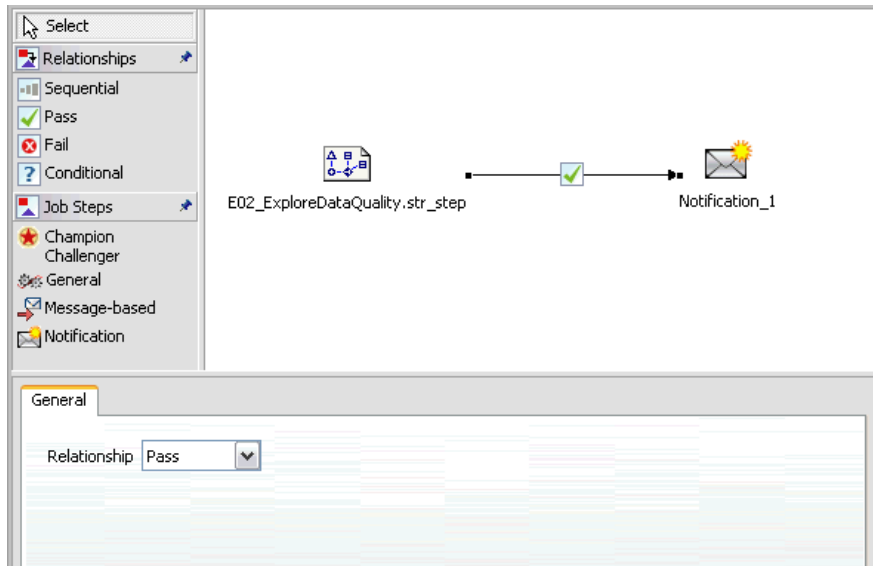 Select
Relationships
Sequential
Pass
Fail
Conditional
Job Steps
Champion
Challenger
General
Message-based
Notification
E02_ExploreDataQuality.str_step
Notification_1
General
Relationship Pass